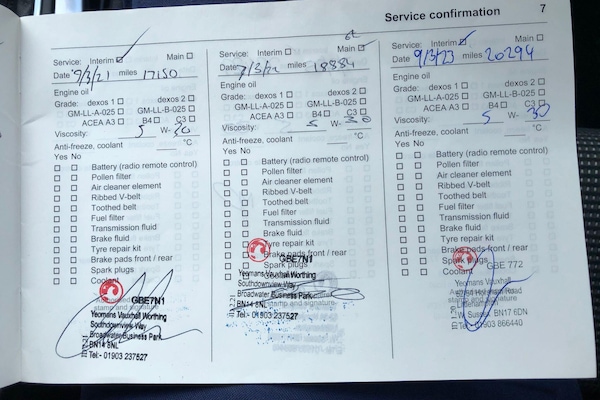 Service confirmation 7
Service: Interim Main
Date 9/3/21 miles 17150
Engine oil
Grade: dexos 1 dexos 2
GM-LL-A-025 GM-LL-B-025
ACEA A3 B4 C3
Viscosity: 5 W- 30
Anti-freeze, coolant °C
Yes No
Battery (radio remote control)
Pollen filter
Air cleaner element
Ribbed V-belt
Toothed belt
Fuel filter
Transmission fluid
Brake fluid
Tyre repair kit
Brake pads front / rear
Spark plugs
GBE7N1
stamp and signature
Yeomans Vauxhall Worthing
Southdownview Way
Broadwater Business Park
BN14 8NL
Tel:- 01903 237527
Service: Interim Main
Date 7/3/22 miles 18884
Engine oil
Grade: dexos 1 dexos 2
GM-LL-A-025 GM-LL-B-025
ACEA A3 B4 C3
Viscosity: 5 W- 30
Anti-freeze, coolant °C
Yes No
Battery (radio remote control)
Pollen filter
Air cleaner element
Ribbed V-belt
Toothed belt
Fuel filter
Transmission fluid
Brake fluid
Tyre repair kit
Brake pads front / rear
Spark plugs
GBE7N1
Yeomans Vauxhall Worthing
Southdownview Way
Broadwater Business Park
BN14 8NL
Tel:- 01903 237527
Service: Interim Main
Date 9/3/23 miles 20294
Engine oil
Grade: dexos 1 dexos 2
GM-LL-A-025 GM-LL-B-025
ACEA A3 B4 C3
Viscosity: 5 W- 30
Anti-freeze, coolant °C
Yes No
Battery (radio remote control)
Pollen filter
Air cleaner element
Ribbed V-belt
Toothed belt
Fuel filter
Transmission fluid
Brake fluid
Tyre repair kit
Brake pads front / rear
Spark plugs
Coolant
GBE 772
Yeomans Vauxhall
Road
stamp and signature
W. Sussex, BN17 6DN
Tel: 01903 866440